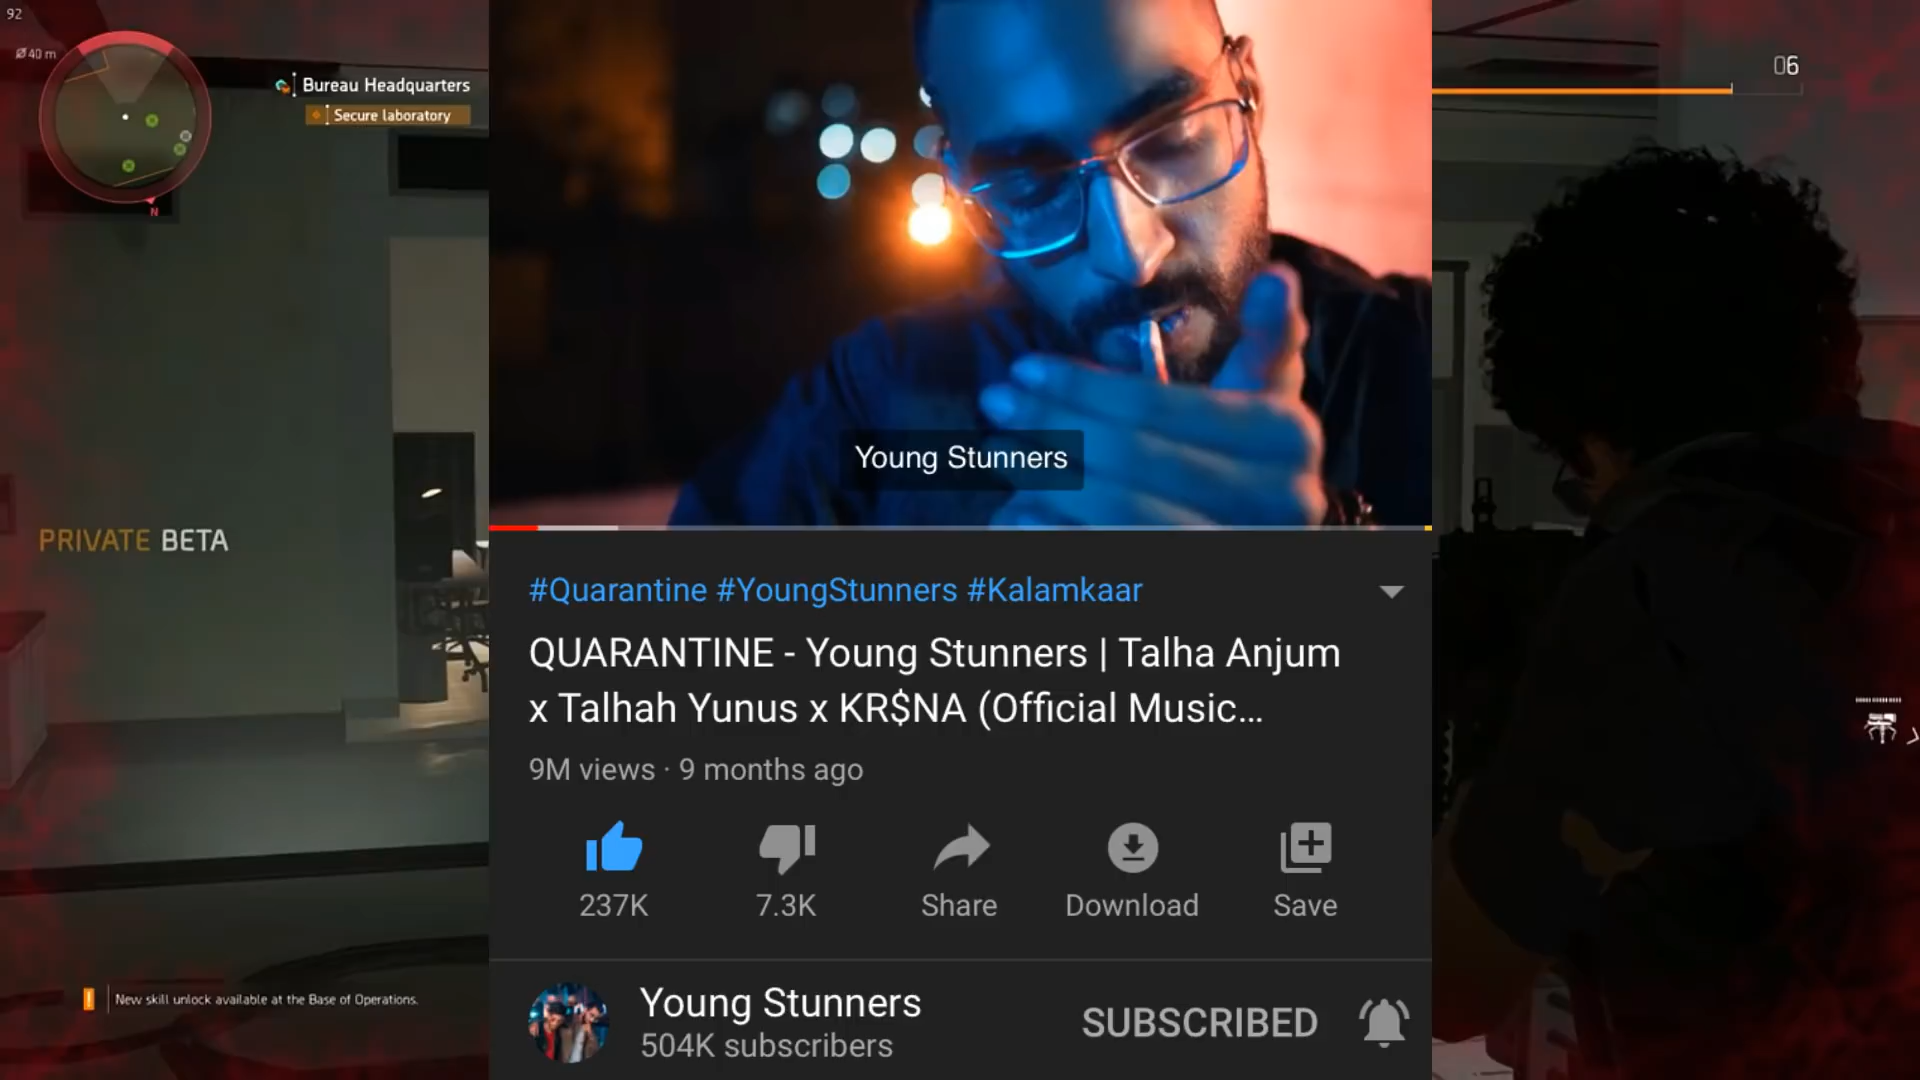 92
40 m
N
Bureau Headquarters
Secure laboratory
06
PRIVATE BETA
New skill unlock available at the Base of Operations.
Young Stunners
#Quarantine #YoungStunners #Kalamkaar
QUARANTINE - Young Stunners | Talha Anjum
x Talhah Yunus x KR$NA (Official Music...
9M views · 9 months ago
237K
7.3K
Share
Download
Save
Young Stunners
504K subscribers
SUBSCRIBED